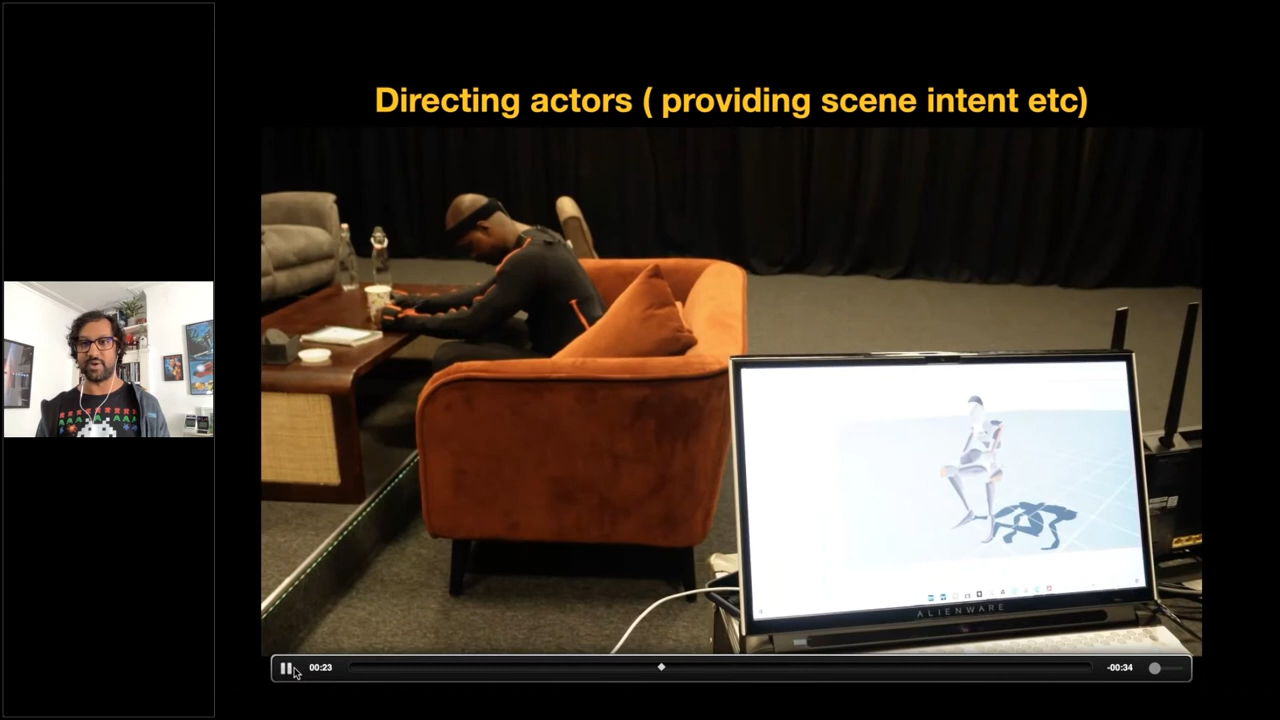 Directing actors ( providing scene intent etc)
ALIENWARE
00:23
-00:34